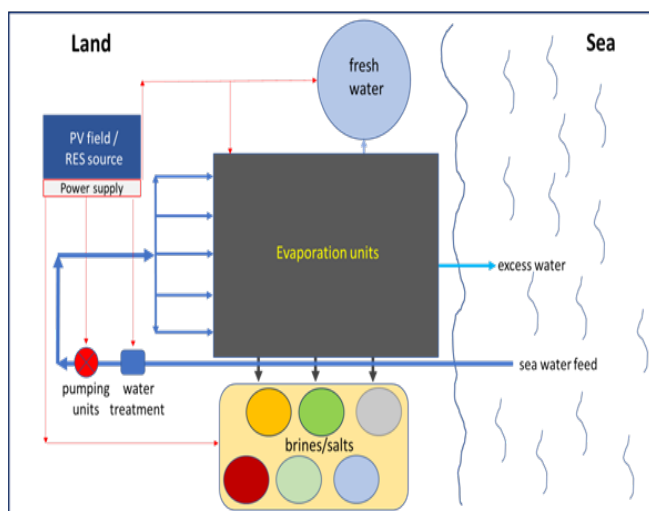 Land
Sea
fresh
water
PV field /
RES source
Power supply
Evaporation units
excess water
sea water feed
pumping
units
water
treatment
brines/salts